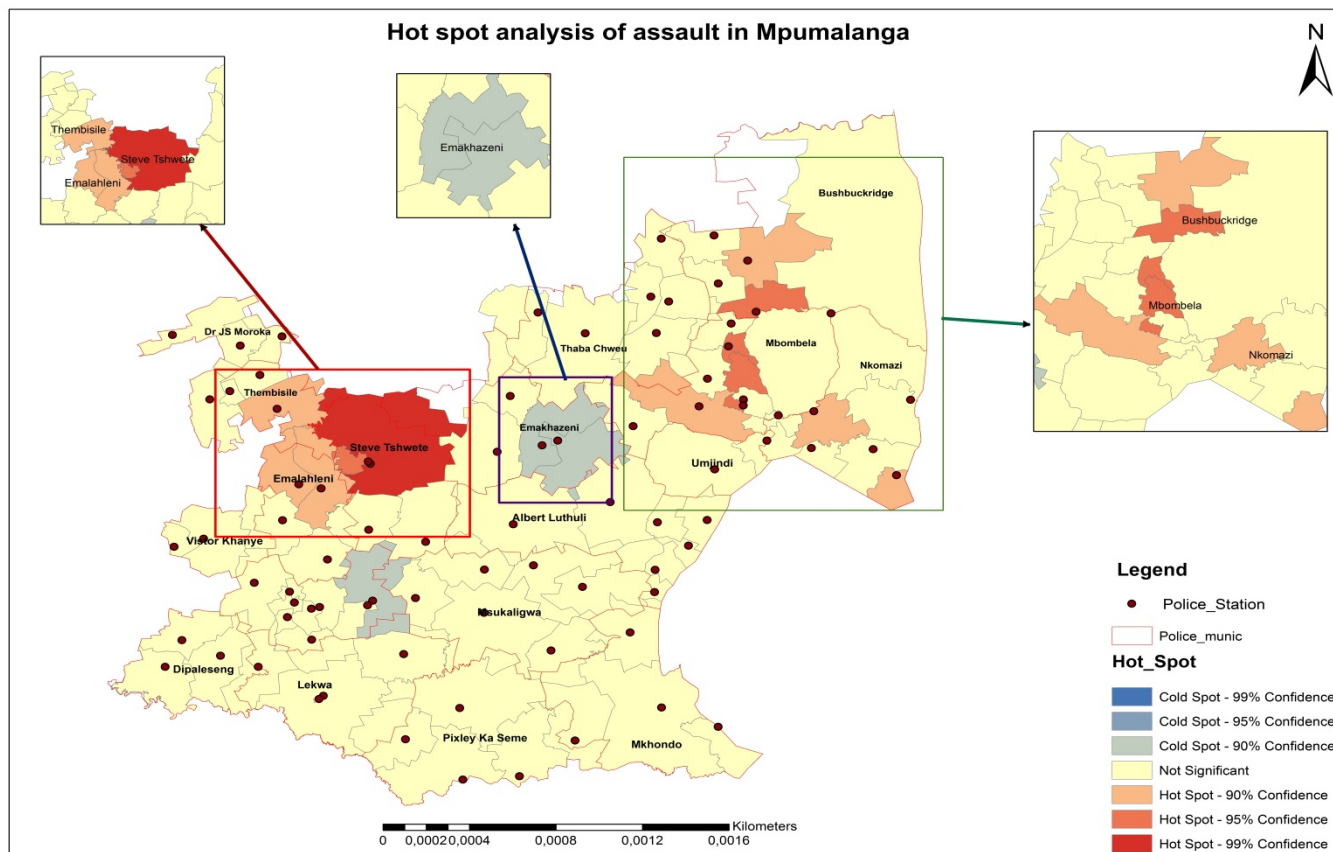 Hot spot analysis of assault in Mpumalanga
N
Thembisile
Steve Tshwete
Emalahleni
Emakhazeni
Bushbuckridge
Mbombela
Nkomazi
Bushbuckridge
Dr JS Moroka
Thaba Chweu
Mbombela
Nkomazi
Thembisile
Emakhazeni
Steve Tshwete
Umjindi
Emalahleni
Albert Luthuli
Vistor Khanye
Msukaligwa
Dipaleseng
Lekwa
Pixley Ka Seme
Mkhondo
Legend
Police_Station
Police_munic
Hot_Spot
Cold Spot - 99% Confidence
Cold Spot - 95% Confidence
Cold Spot - 90% Confidence
Not Significant
Hot Spot - 90% Confidence
Hot Spot - 95% Confidence
Hot Spot - 99% Confidence
Kilometers
0 0,0002 0,0004 0,0008 0,0012 0,0016